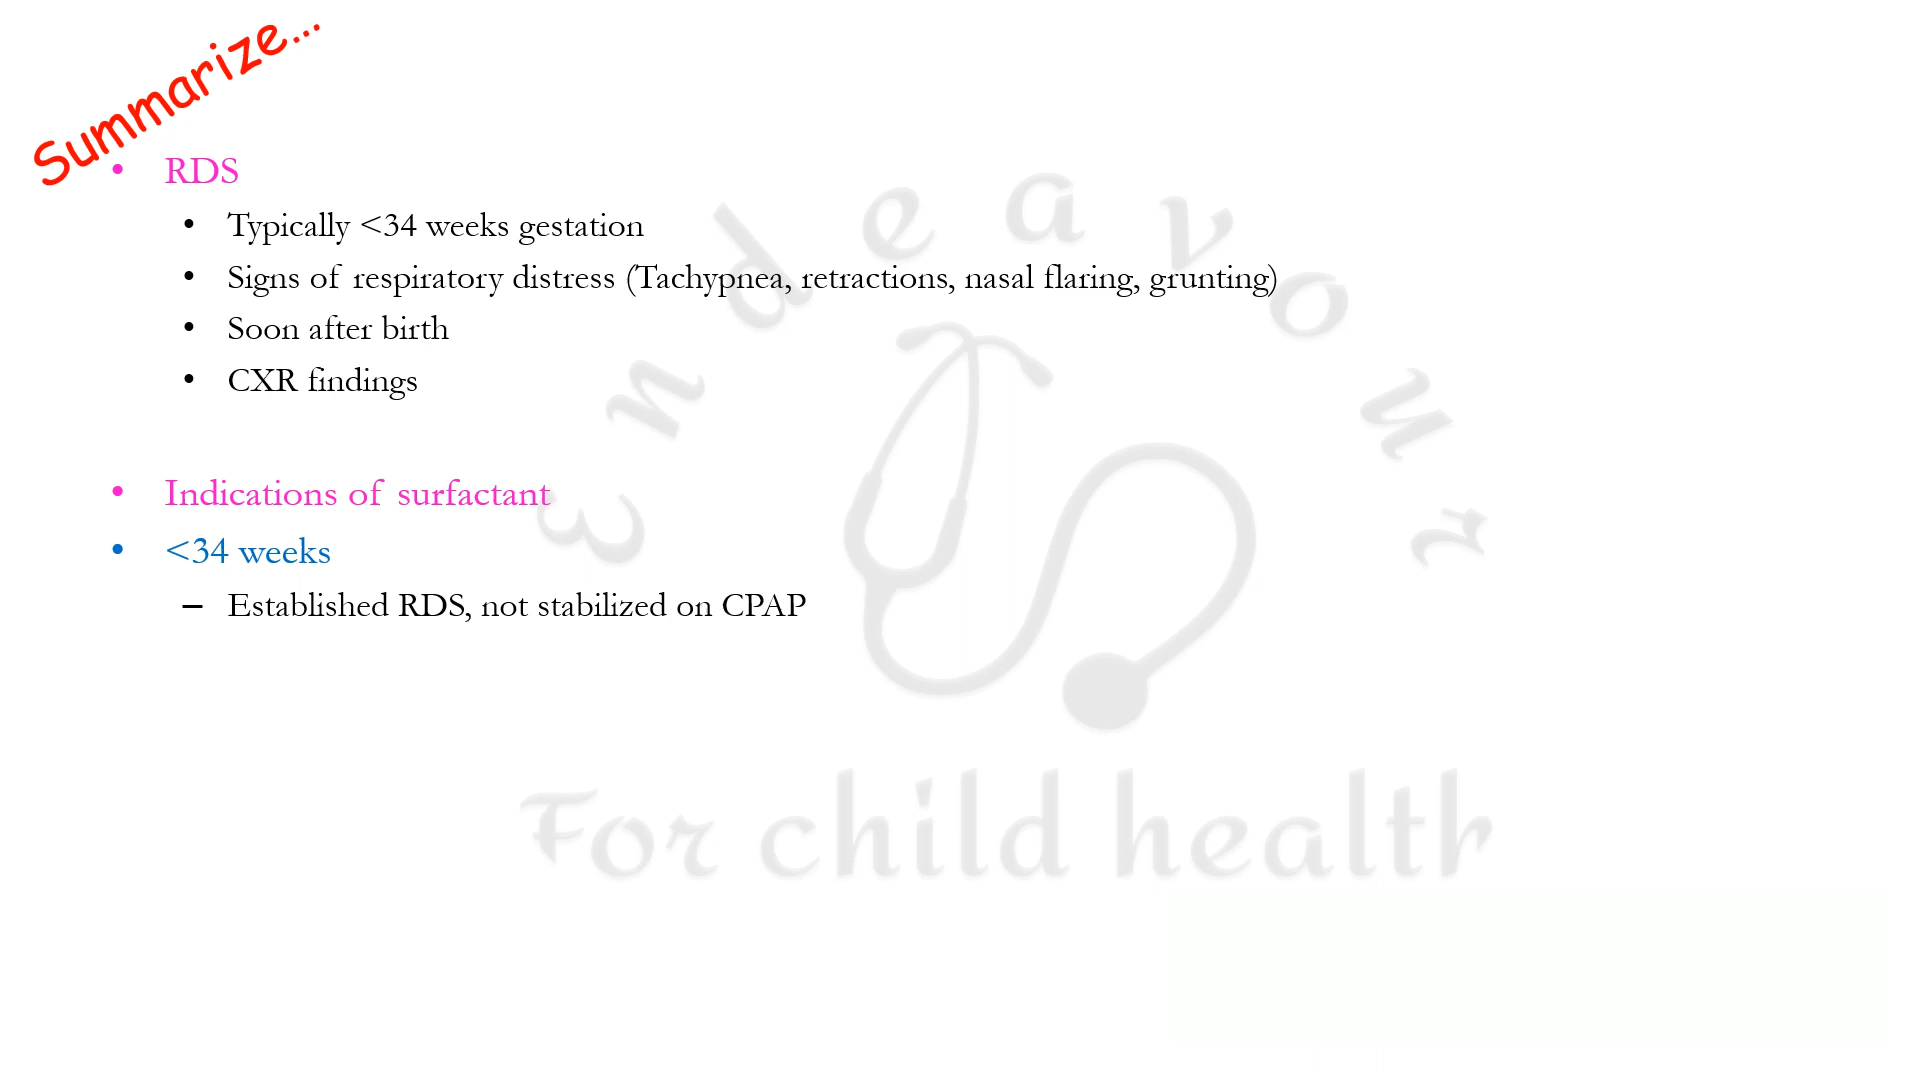 Summarize...
• RDS
• Typically <34 weeks gestation
• Signs of respiratory distress (Tachypnea, retractions, nasal flaring, grunting)
• Soon after birth
• CXR findings
• Indications of surfactant
• <34 weeks
– Established RDS, not stabilized on CPAP
Endeavour
For child health